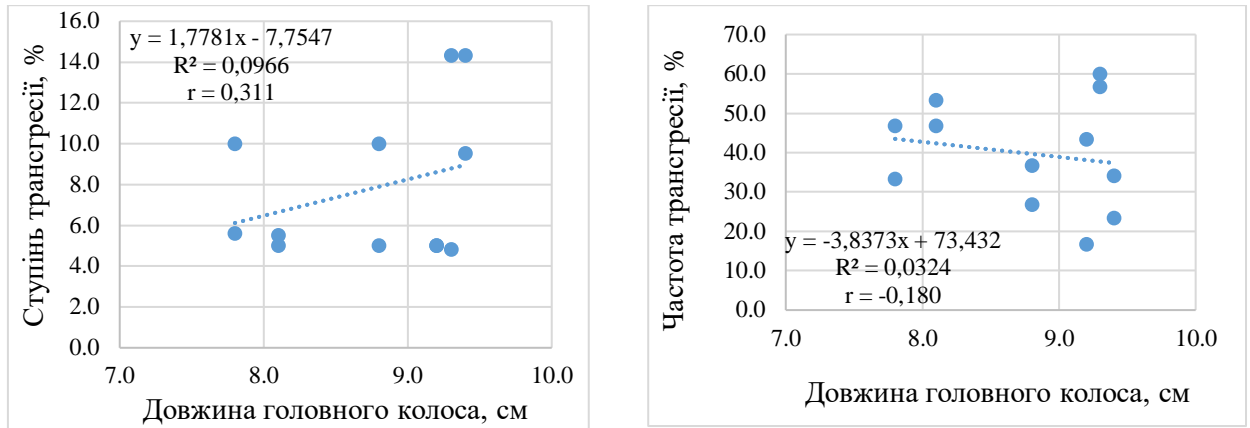 Ступінь трансгресії, %
16.0
14.0
12.0
10.0
8.0
6.0
4.0
2.0
0.0
y = 1,7781x - 7,7547
R² = 0,0966
r = 0,311
7.0 8.0 9.0 10.0
Довжина головного колоса, см
Частота трансгресії, %
70.0
60.0
50.0
40.0
30.0
20.0
10.0
0.0
y = -3,8373x + 73,432
R² = 0,0324
r = -0,180
7.0 8.0 9.0 10.0
Довжина головного колоса, см